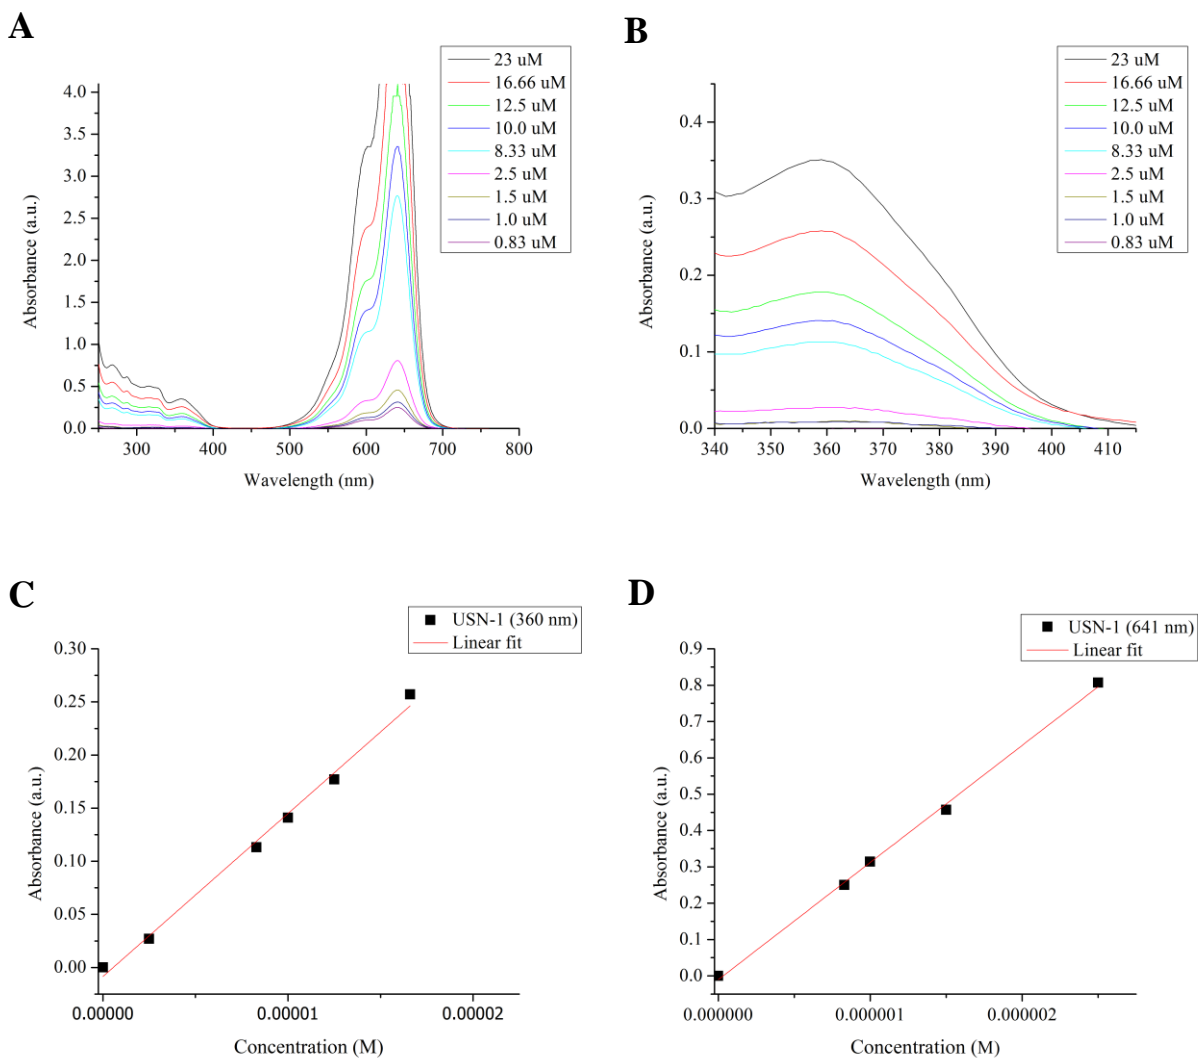 A
23 uM
16.66 uM
12.5 uM
10.0 uM
8.33 uM
2.5 uM
1.5 uM
1.0 uM
0.83 uM
4.0
3.5
3.0
2.5
2.0
1.5
1.0
0.5
0.0
Absorbance (a.u.)
300 400 500 600 700 800
Wavelength (nm)
B
23 uM
16.66 uM
12.5 uM
10.0 uM
8.33 uM
2.5 uM
1.5 uM
1.0 uM
0.83 uM
0.4
0.3
0.2
0.1
0.0
Absorbance (a.u.)
340 350 360 370 380 390 400 410
Wavelength (nm)
C
USN-1 (360 nm)
Linear fit
0.30
0.25
0.20
0.15
0.10
0.05
0.00
Absorbance (a.u.)
0.00000 0.00001 0.00002
Concentration (M)
D
USN-1 (641 nm)
Linear fit
0.9
0.8
0.7
0.6
0.5
0.4
0.3
0.2
0.1
0.0
Absorbance (a.u.)
0.000000 0.000001 0.000002
Concentration (M)